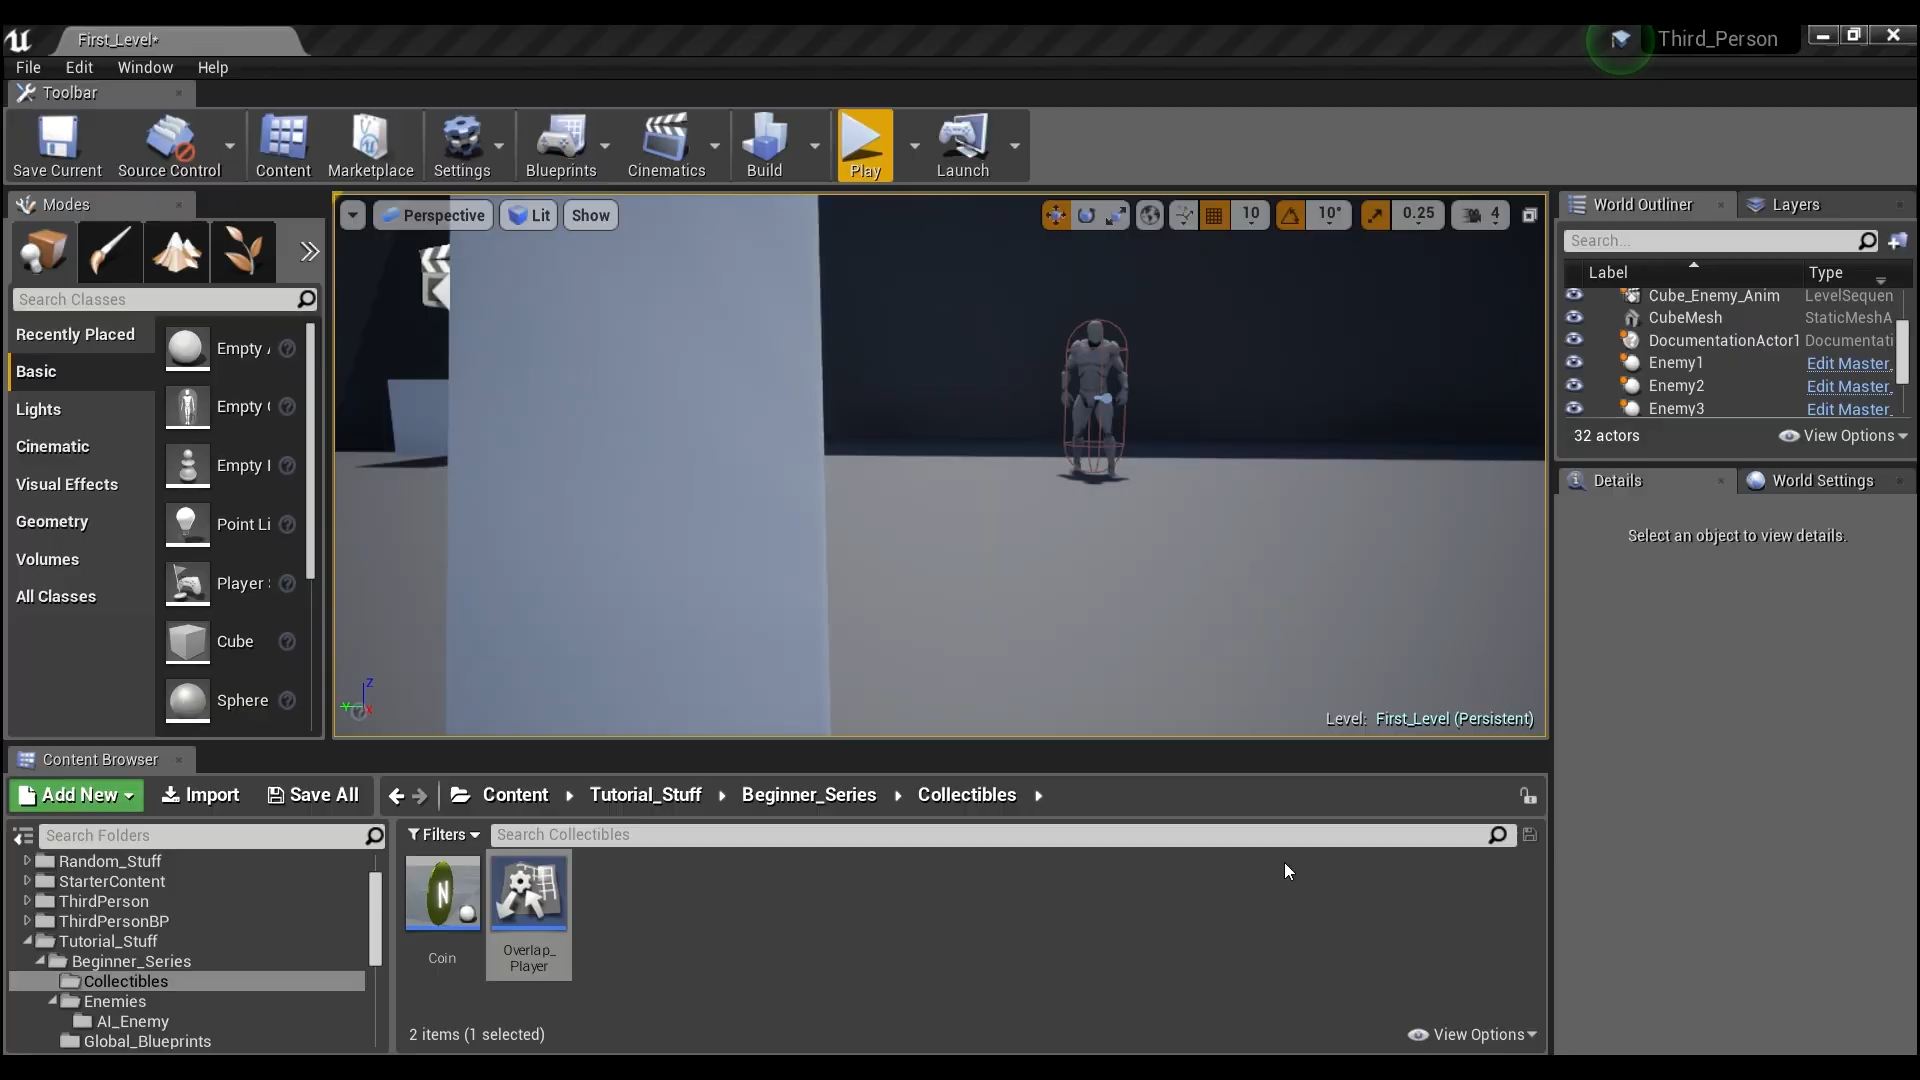 First_Level*
Third_Person
File Edit Window Help
Toolbar
Save Current Source Control Content Marketplace Settings Blueprints Cinematics Build Play Launch
Modes
Search Classes
Recently Placed
Basic
Lights
Cinematic
Visual Effects
Geometry
Volumes
All Classes
Empty
Empty
Empty
Point Li
Player
Cube
Sphere
Perspective Lit Show
10 10° 0.25 4
Z
Y
X
Level: First_Level (Persistent)
World Outliner Layers
Search...
Label Type
Cube_Enemy_Anim LevelSequen
CubeMesh StaticMeshA
DocumentationActor1 Documentati
Enemy1 Edit Master_
Enemy2 Edit Master_
Enemy3 Edit Master_
32 actors View Options
Details World Settings
Select an object to view details.
Content Browser
Add New Import Save All Content Tutorial_Stuff Beginner_Series Collectibles
Search Folders
Random_Stuff
StarterContent
ThirdPerson
ThirdPersonBP
Tutorial_Stuff
Beginner_Series
Collectibles
Enemies
AI_Enemy
Global_Blueprints
Filters Search Collectibles
N
Coin
Overlap_
Player
2 items (1 selected) View Options